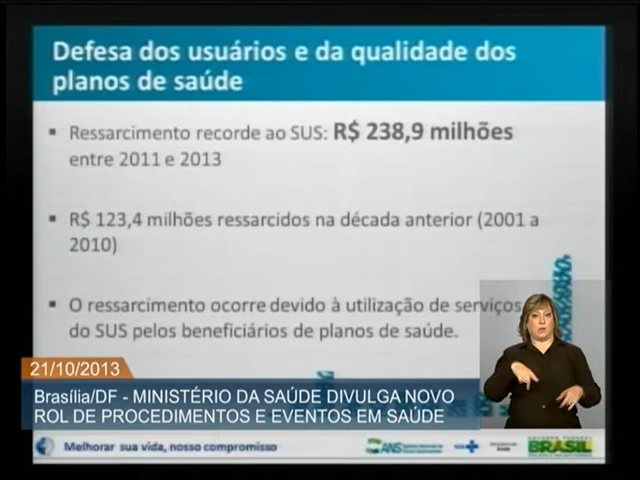 Defesa dos usuários e da qualidade dos
planos de saúde
▪ Ressarcimento recorde ao SUS: R$ 238,9 milhões
entre 2011 e 2013
▪ R$ 123,4 milhões ressarcidos na década anterior (2001 a
2010)
▪ O ressarcimento ocorre devido à utilização de serviços
do SUS pelos beneficiários de planos de saúde.
21/10/2013
Brasília/DF - MINISTÉRIO DA SAÚDE DIVULGA NOVO
ROL DE PROCEDIMENTOS E EVENTOS EM SAÚDE
Melhorar sua vida, nosso compromisso
ANS
SUS
BRASIL